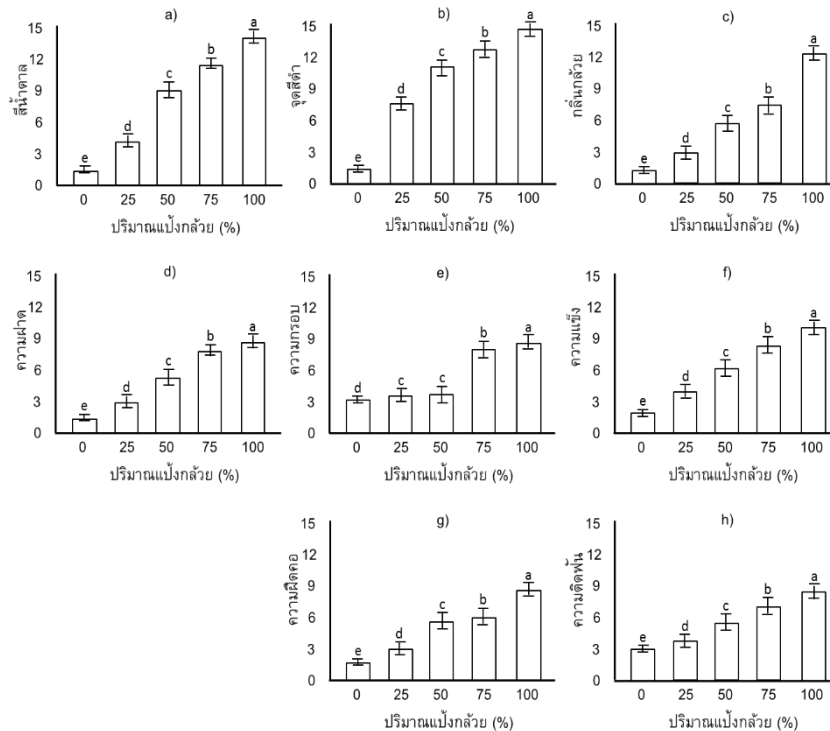 a)
15
12
9
6
3
0
สีน้ำตาล
e
d
c
b
a
0 25 50 75 100
ปริมาณแป้งกล้วย (%)
b)
15
12
9
6
3
0
จุดสีดำ
e
d
c
b
a
0 25 50 75 100
ปริมาณแป้งกล้วย (%)
c)
15
12
9
6
3
0
กลิ่นกล้วย
e
d
c
b
a
0 25 50 75 100
ปริมาณแป้งกล้วย (%)
d)
15
12
9
6
3
0
ความฝาด
e
d
c
b
a
0 25 50 75 100
ปริมาณแป้งกล้วย (%)
e)
15
12
9
6
3
0
ความกรอบ
d
c
c
b
a
0 25 50 75 100
ปริมาณแป้งกล้วย (%)
f)
15
12
9
6
3
0
ความแข็ง
e
d
c
b
a
0 25 50 75 100
ปริมาณแป้งกล้วย (%)
g)
15
12
9
6
3
0
ความฝืดคอ
e
d
c
b
a
0 25 50 75 100
ปริมาณแป้งกล้วย (%)
h)
15
12
9
6
3
0
ความติดฟัน
e
d
c
b
a
0 25 50 75 100
ปริมาณแป้งกล้วย (%)